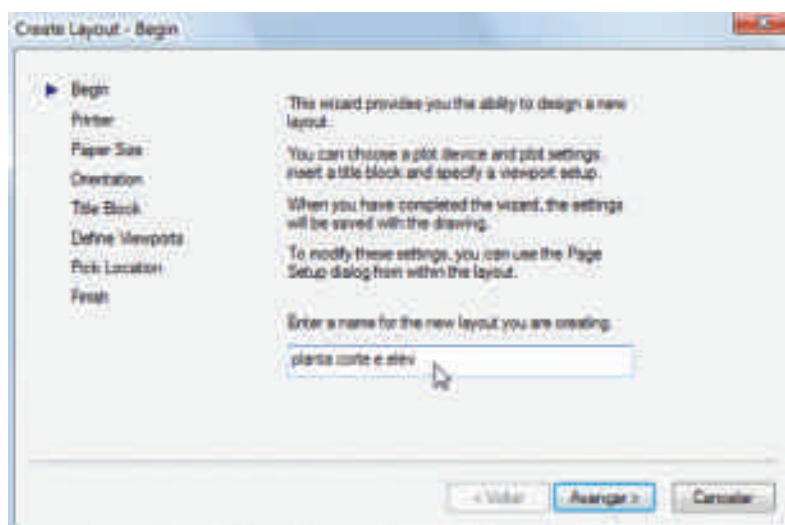 Create Layout - Begin
Begin
Printer
Paper Size
Orientation
Title Block
Define Viewports
Pick Location
Finish
This wizard provides you the ability to design a new
layout.
You can choose a plot device and plot settings,
insert a title block and specify a viewport setup.
When you have completed the wizard, the settings
will be saved with the drawing.
To modify these settings, you can use the Page
Setup dialog from within the layout.
Enter a name for the new layout you are creating.
planta corte e elev
< Voltar
Avançar >
Cancelar